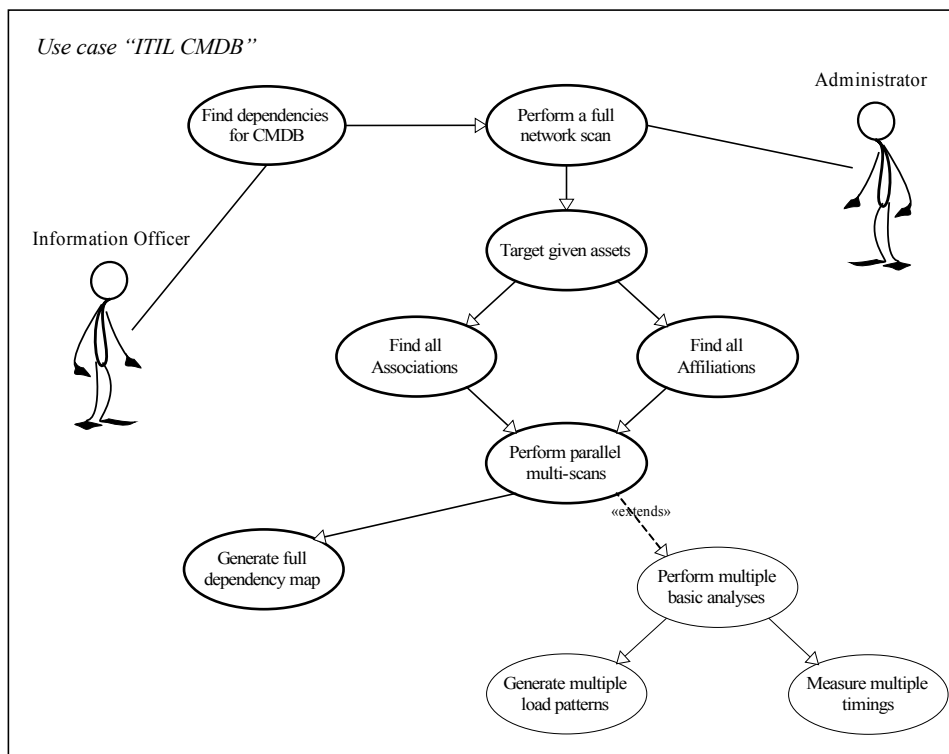 Use case “ITIL CMDB”
Administrator
Find dependencies
for CMDB
Perform a full
network scan
Information Officer
Target given assets
Find all
Associations
Find all
Affiliations
Perform parallel
multi-scans
«extends»
Generate full
dependency map
Perform multiple
basic analyses
Generate multiple
load patterns
Measure multiple
timings